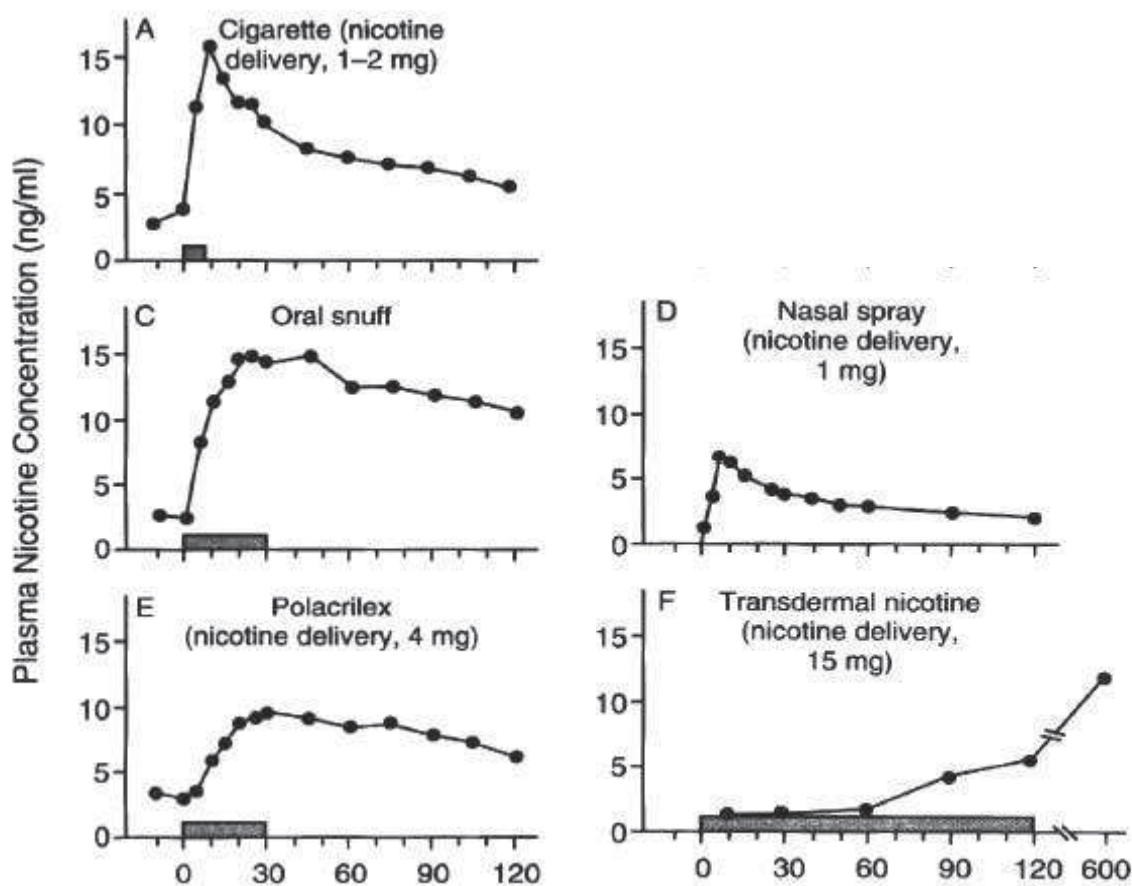 Plasma Nicotine Concentration (ng/ml)
A
Cigarette (nicotine
delivery, 1–2 mg)
15
10
5
0
C
Oral snuff
15
10
5
0
D
Nasal spray
(nicotine delivery,
1 mg)
15
10
5
0
E
Polacrilex
(nicotine delivery, 4 mg)
15
10
5
0
0 30 60 90 120
F
Transdermal nicotine
(nicotine delivery,
15 mg)
15
10
5
0
0 30 60 90 120 600